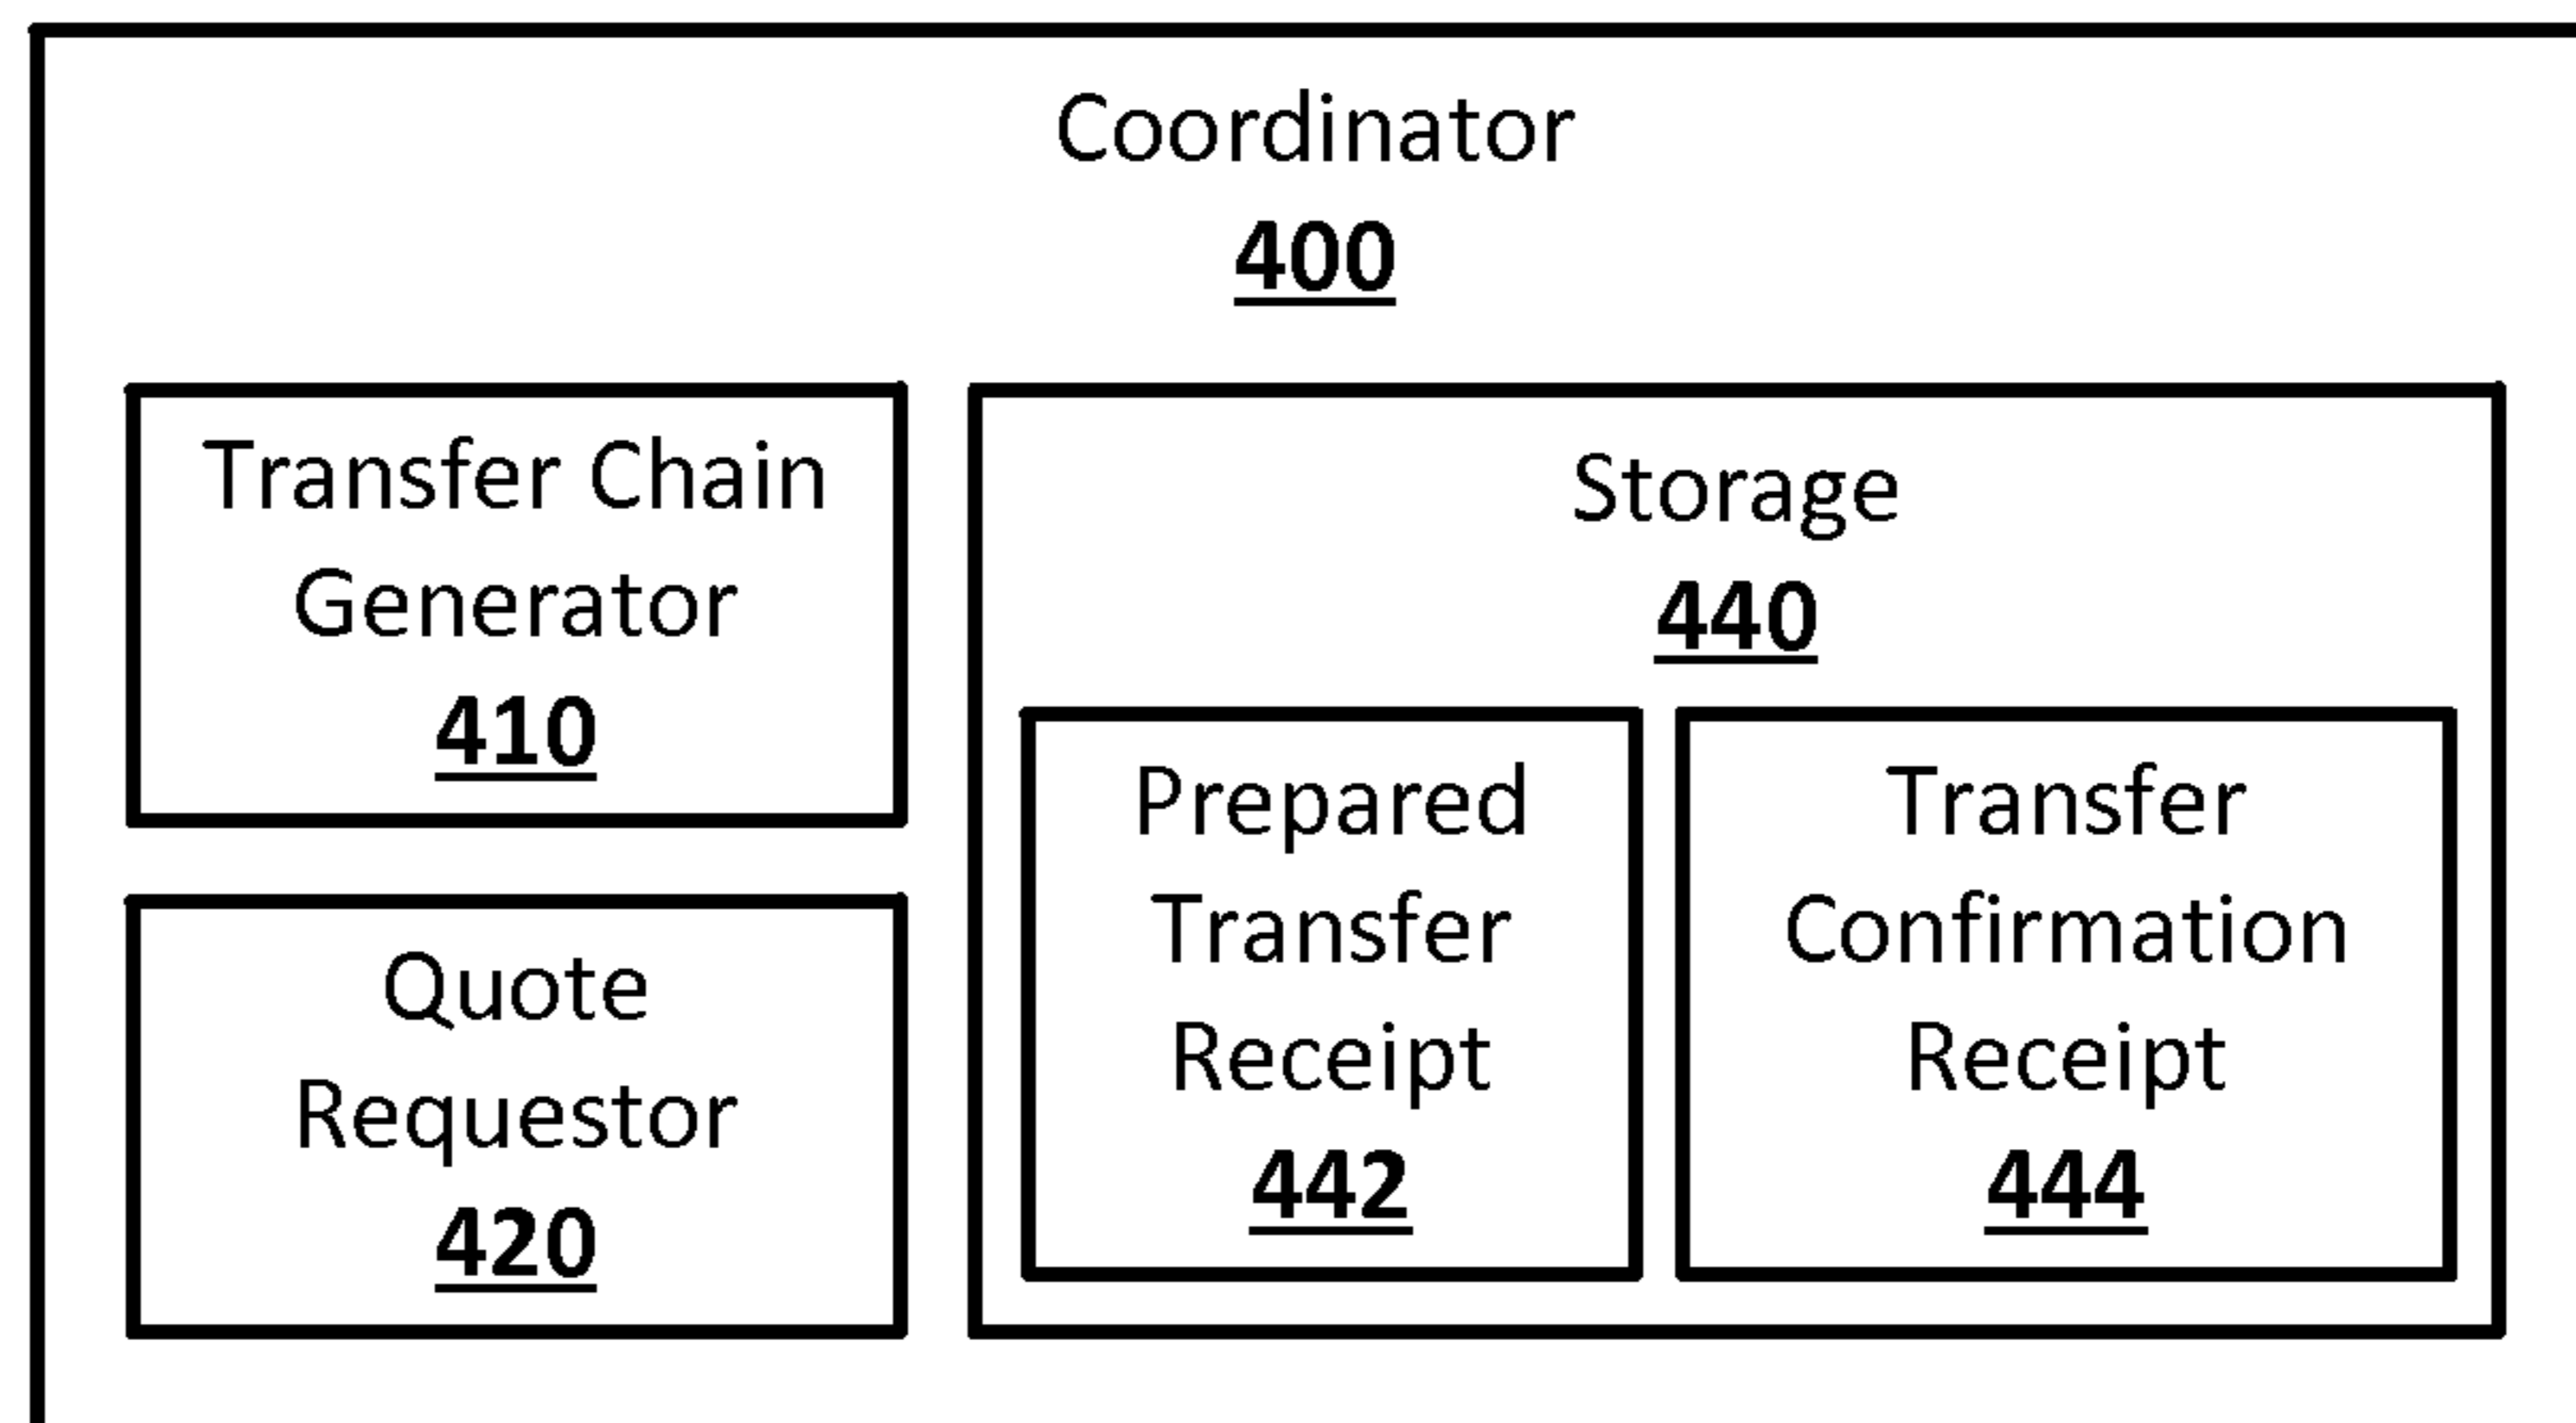 Coordinator
400
Transfer Chain
Generator
410
Quote
Requestor
420
Storage
440
Prepared
Transfer
Receipt
442
Transfer
Confirmation
Receipt
444